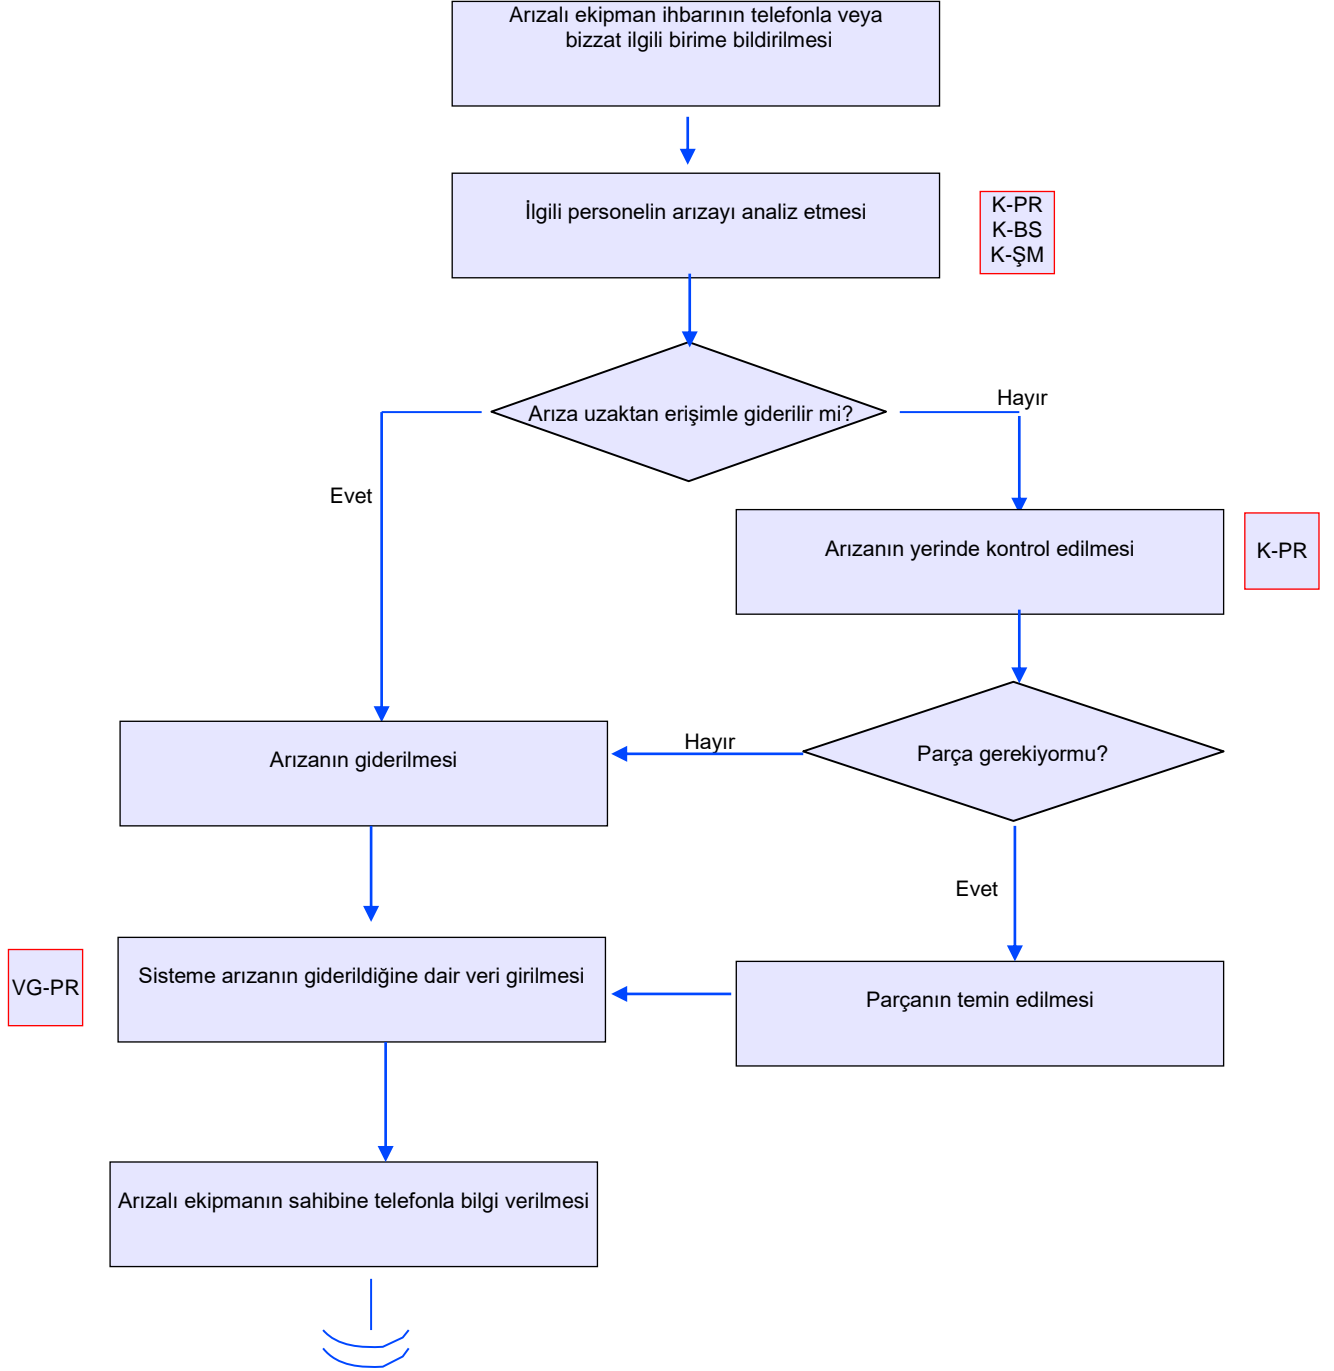 Arızalı ekipman ihbarının telefonla veya
bizzat ilgili birime bildirilmesi
İlgili personelin arızayı analiz etmesi
K-PR
K-BS
K-ŞM
Arıza uzaktan erişimle giderilir mi?
Hayır
Evet
Arızanın yerinde kontrol edilmesi
K-PR
Arızanın giderilmesi
Hayır
Parça gerekiyormu?
Evet
VG-PR
Sisteme arızanın giderildiğine dair veri girilmesi
Parçanın temin edilmesi
Arızalı ekipmanın sahibine telefonla bilgi verilmesi